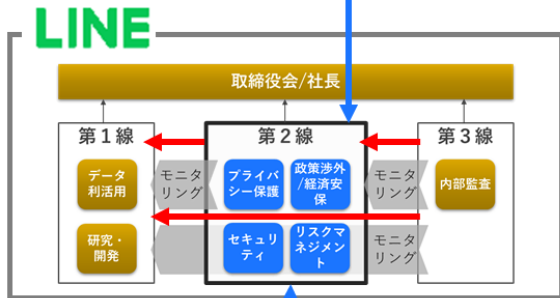 LINE
取締役会/社長
第1線
第2線
第3線
データ
利活用
モニタ
リング
プライバ
シー保護
政策渉外
/経済安
保
モニタ
リング
内部監査
研究・
開発
セキュリ
ティ
リスクマ
ネジメン
ト
モニタ
リング